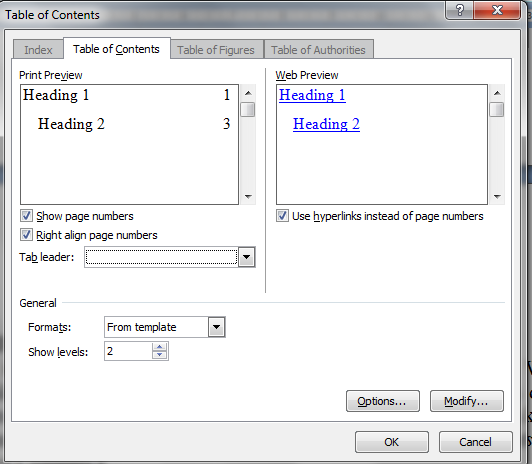 Table of Contents
Index Table of Contents Table of Figures Table of Authorities
Print Preview Web Preview
Heading 1 1 Heading 1
Heading 2 3 Heading 2
Show page numbers Use hyperlinks instead of page numbers
Right align page numbers
Tab leader:
General
Formats: From template
Show levels: 2
Options... Modify...
OK Cancel